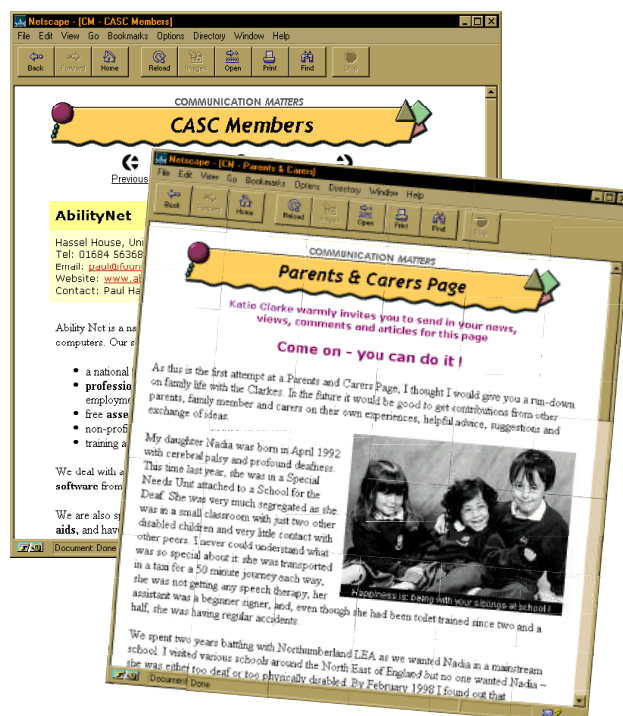 Netscape - [CM - CASC Members]
File Edit View Go Bookmarks Options Directory Window Help
Back Forward Home Reload Images Open Print Find Stop
COMMUNICATION MATTERS
CASC Members
Previous
AbilityNet
Hassel House, Uni
Tel: 01684 56368
Email: paul@foun
Website: www.ab
Contact: Paul Ha
Ability Net is a na
computers. Our s
a national
professio
employme
free asse
non-profi
training a
We deal with a
software from
We are also sp
aids, and have
Document: Done
Netscape - [CM - Parents & Carers]
File Edit View Go Bookmarks Options Directory Window Help
Back Forward Home Reload Images Open Print Find Stop
COMMUNICATION MATTERS
Parents & Carers Page
Katie Clarke warmly invites you to send in your news,
views, comments and articles for this page
Come on - you can do it !
As this is the first attempt at a Parents and Carers Page, I thought I would give you a run-down
on family life with the Clarkes. In the future it would be good to get contributions from other
parents, family member and carers on their own experiences, helpful advice, suggestions and
exchange of ideas.
My daughter Nadia was born in April 1992
with cerebral palsy and profound deafness.
This time last year, she was in a Special
Needs Unit attached to a School for the
Deaf. She was very much segregated as she
was in a small classroom with just two other
disabled children and very little contact with
other peers. I never could understand what
was so special about it: she was transported
in a taxi for a 50 minute journey each way,
she was not getting any speech therapy, her
assistant was a beginner signer, and, even though she had been toilet trained since two and a
half, she was having regular accidents.
Happiness is: being with your siblings at school !
We spent two years battling with Northumberland LEA as we wanted Nadia in a mainstream
school. I visited various schools around the North East of England but no one wanted Nadia --
she was either too deaf or too physically disabled. By February 1998 I found out that
Document: Done